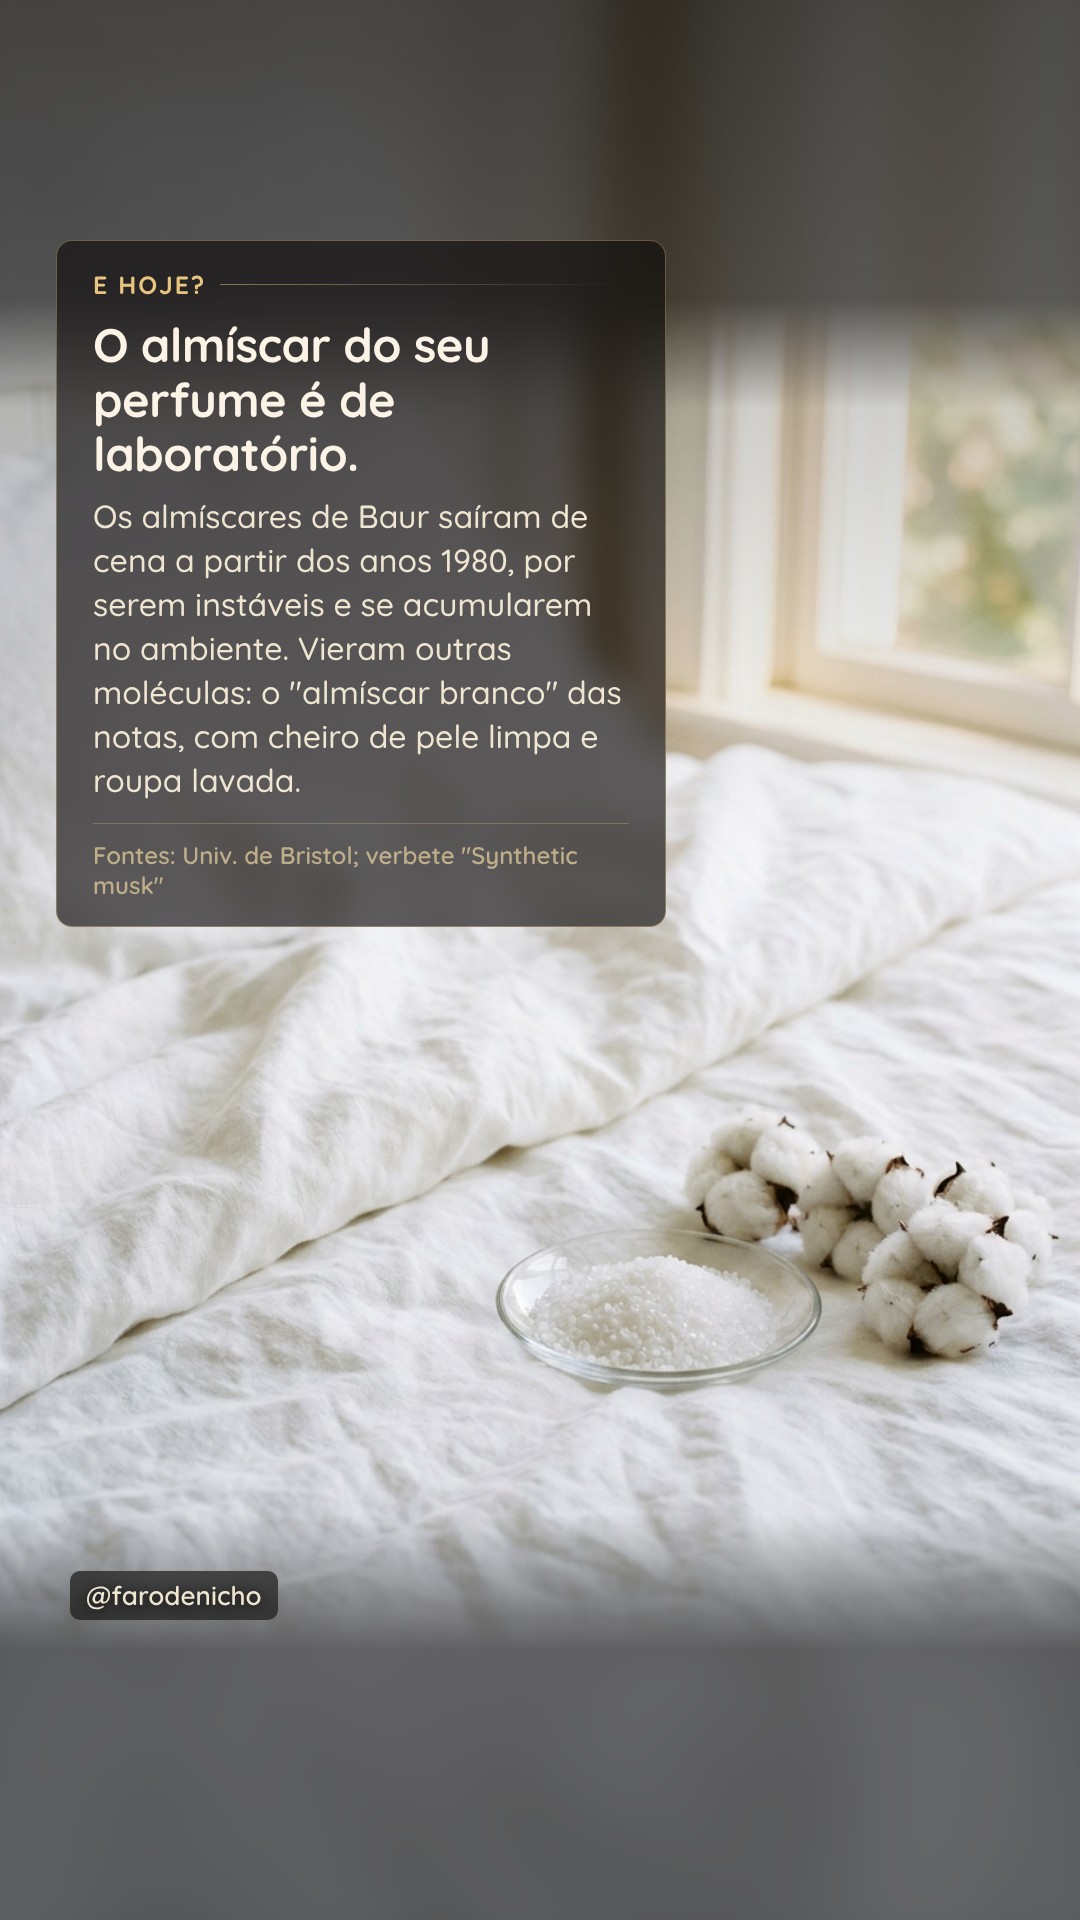 E HOJE?
O almíscar do seu
perfume é de
laboratório.
Os almíscares de Baur saíram de
cena a partir dos anos 1980, por
serem instáveis e se acumularem
no ambiente. Vieram outras
moléculas: o "almíscar branco" das
notas, com cheiro de pele limpa e
roupa lavada.
Fontes: Univ. de Bristol; verbete "Synthetic
musk"
@farodenicho